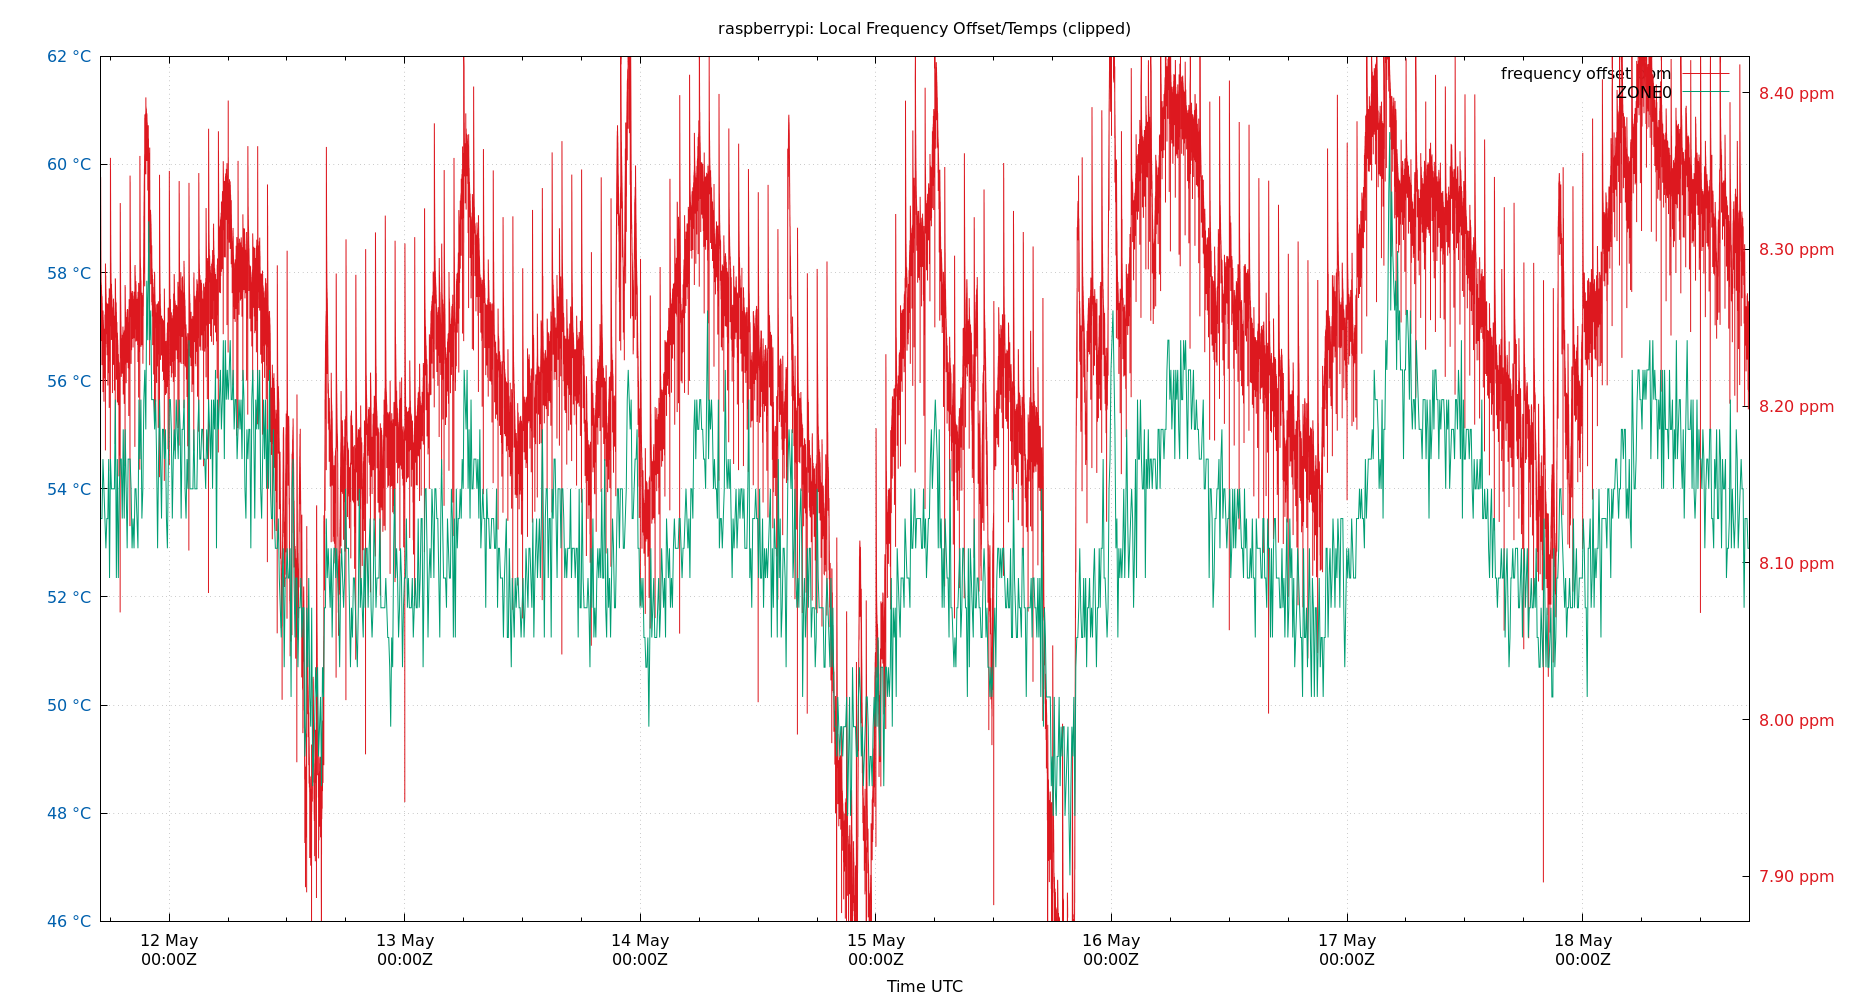 raspberrypi: Local Frequency Offset/Temps (clipped)
62 °C
60 °C
58 °C
56 °C
54 °C
52 °C
50 °C
48 °C
46 °C
frequency offset
ZONE0
8.40 ppm
8.30 ppm
8.20 ppm
8.10 ppm
8.00 ppm
7.90 ppm
12 May
00:00Z
13 May
00:00Z
14 May
00:00Z
15 May
00:00Z
16 May
00:00Z
17 May
00:00Z
18 May
00:00Z
Time UTC